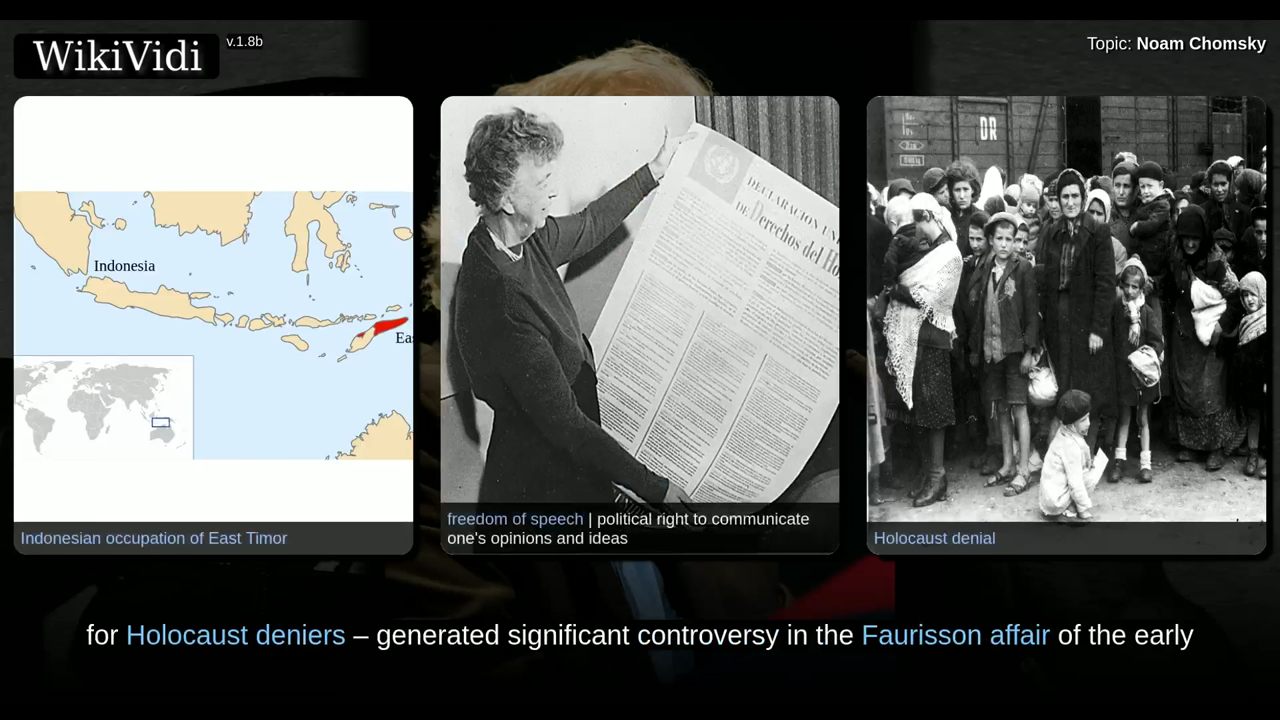 WikiVidi
v.1.8b
Topic: Noam Chomsky
Indonesia
DR
DECLARACION
DE Derechos del
Indonesian occupation of East Timor
freedom of speech | political right to communicate
one's opinions and ideas
Holocaust denial
for Holocaust deniers – generated significant controversy in the Faurisson affair of the early